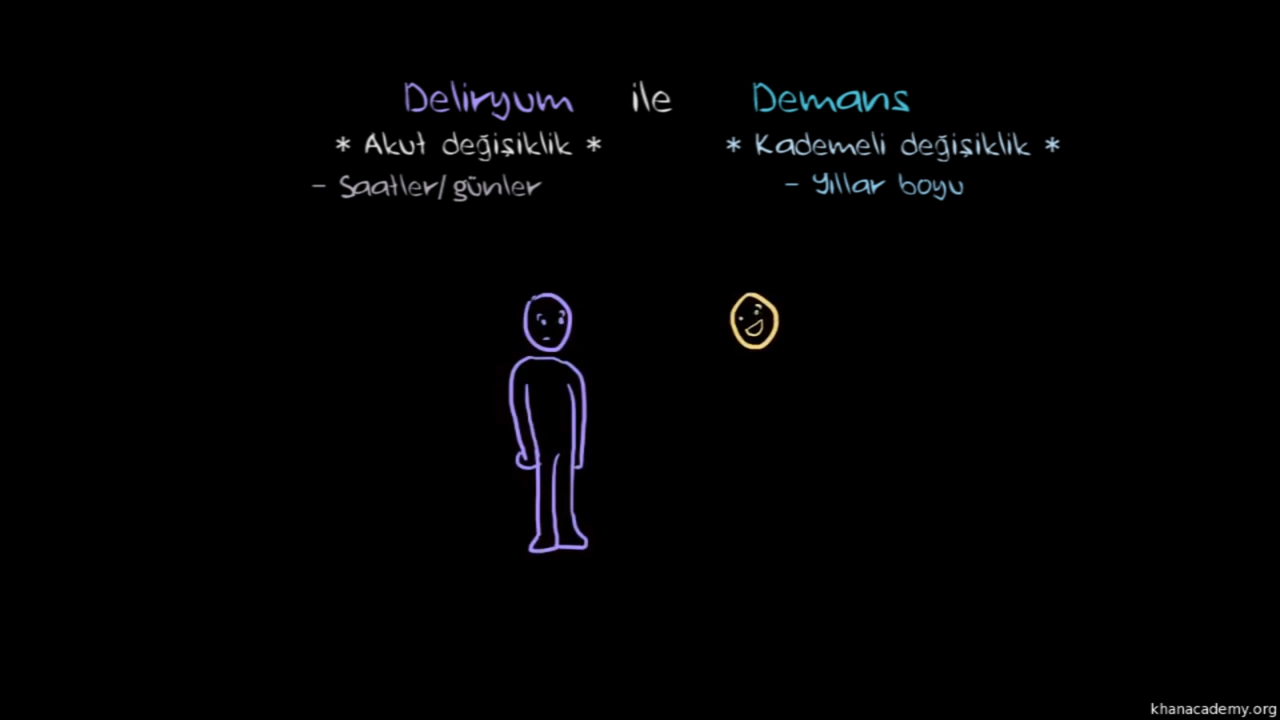 Deliryum ile Demans
* Akut değişiklik * * Kademeli değişiklik *
- Saatler/günler - Yıllar boyu
khanacademy.org